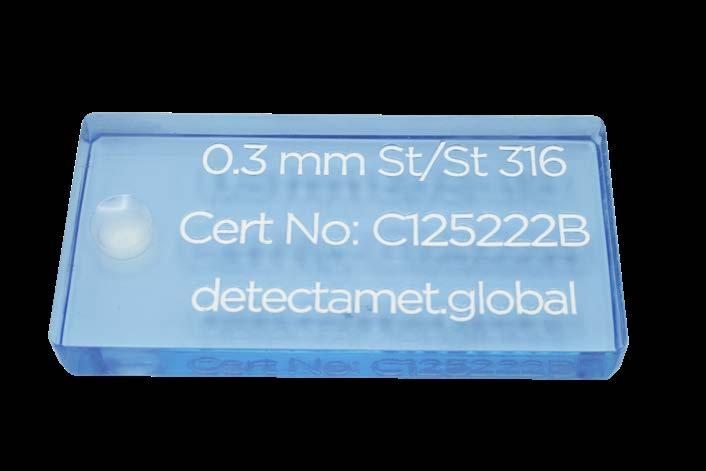 0.3 mm St/St 316
Cert No: C125222B
detectamet.global